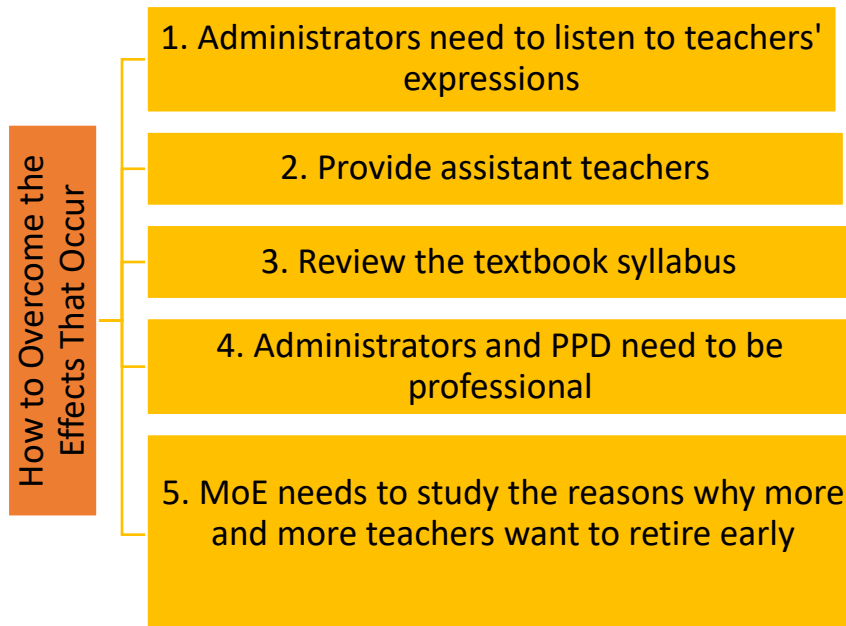 How to Overcome the
Effects That Occur
1. Administrators need to listen to teachers'
expressions
2. Provide assistant teachers
3. Review the textbook syllabus
4. Administrators and PPD need to be
professional
5. MoE needs to study the reasons why more
and more teachers want to retire early